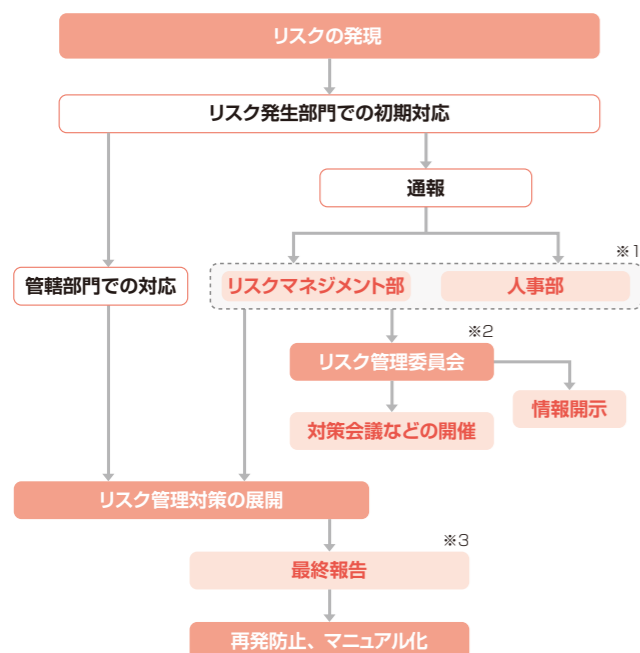 リスクの発現
リスク発生部門での初期対応
通報
※1
管轄部門での対応
リスクマネジメント部
人事部
※2
リスク管理委員会
情報開示
対策会議などの開催
リスク管理対策の展開
※3
最終報告
再発防止、マニュアル化